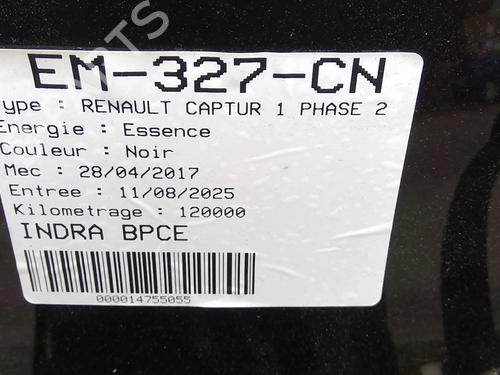 EM-327-CN
ype : RENAULT CAPTUR 1 PHASE 2
Energie : Essence
Couleur : Noir
Mec : 28/04/2017
Entree : 11/08/2025
Kilometrage : 120000
INDRA BPCE
000014755055
PARTS